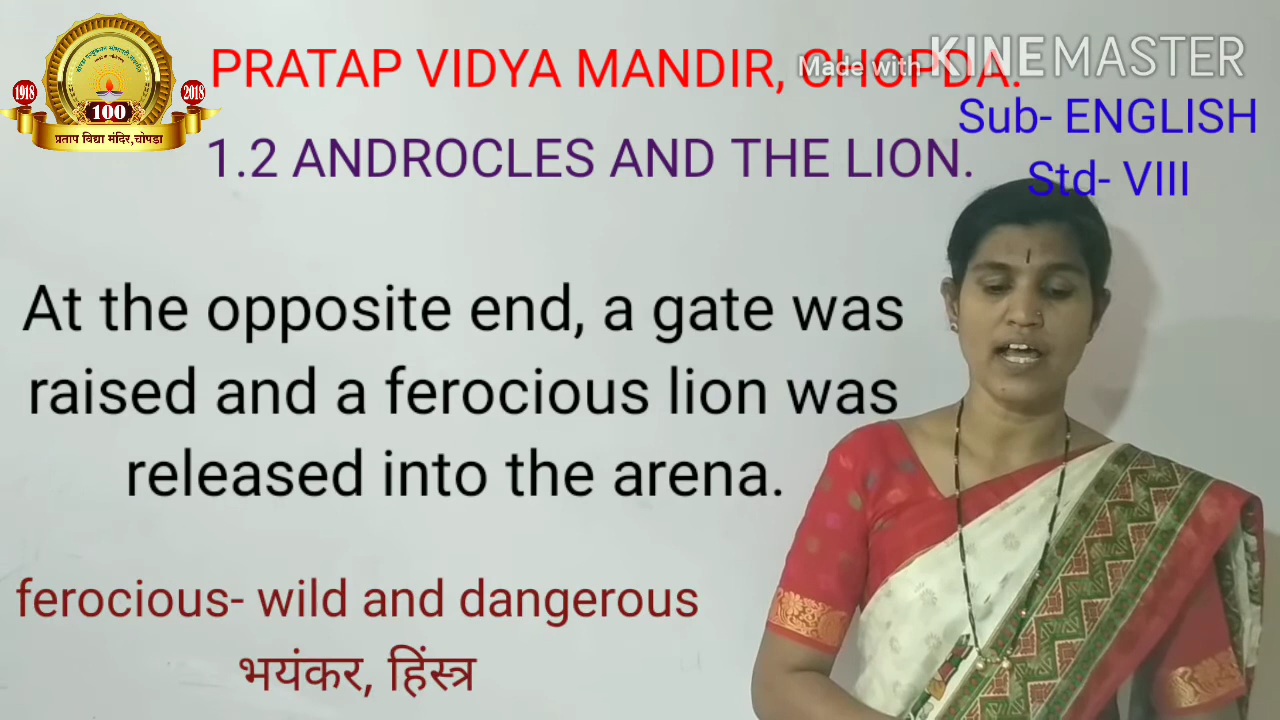 PRATAP VIDYA MANDIR, CHOPDA.
Made with KINEMASTER
Sub- ENGLISH
1.2 ANDROCLES AND THE LION.
Std- VIII
1918
2018
100
प्रताप विद्या मंदिर,चोपडा
At the opposite end, a gate was
raised and a ferocious lion was
released into the arena.
ferocious- wild and dangerous
भयंकर, हिंस्त्र